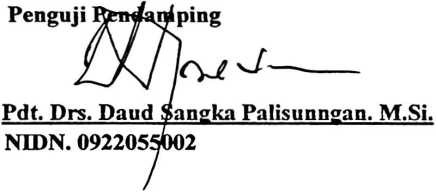 Penguji Pendamping
Pdt. Drs. Daud Sangka Palisunngan. M.Si.
NIDN. 0922055002